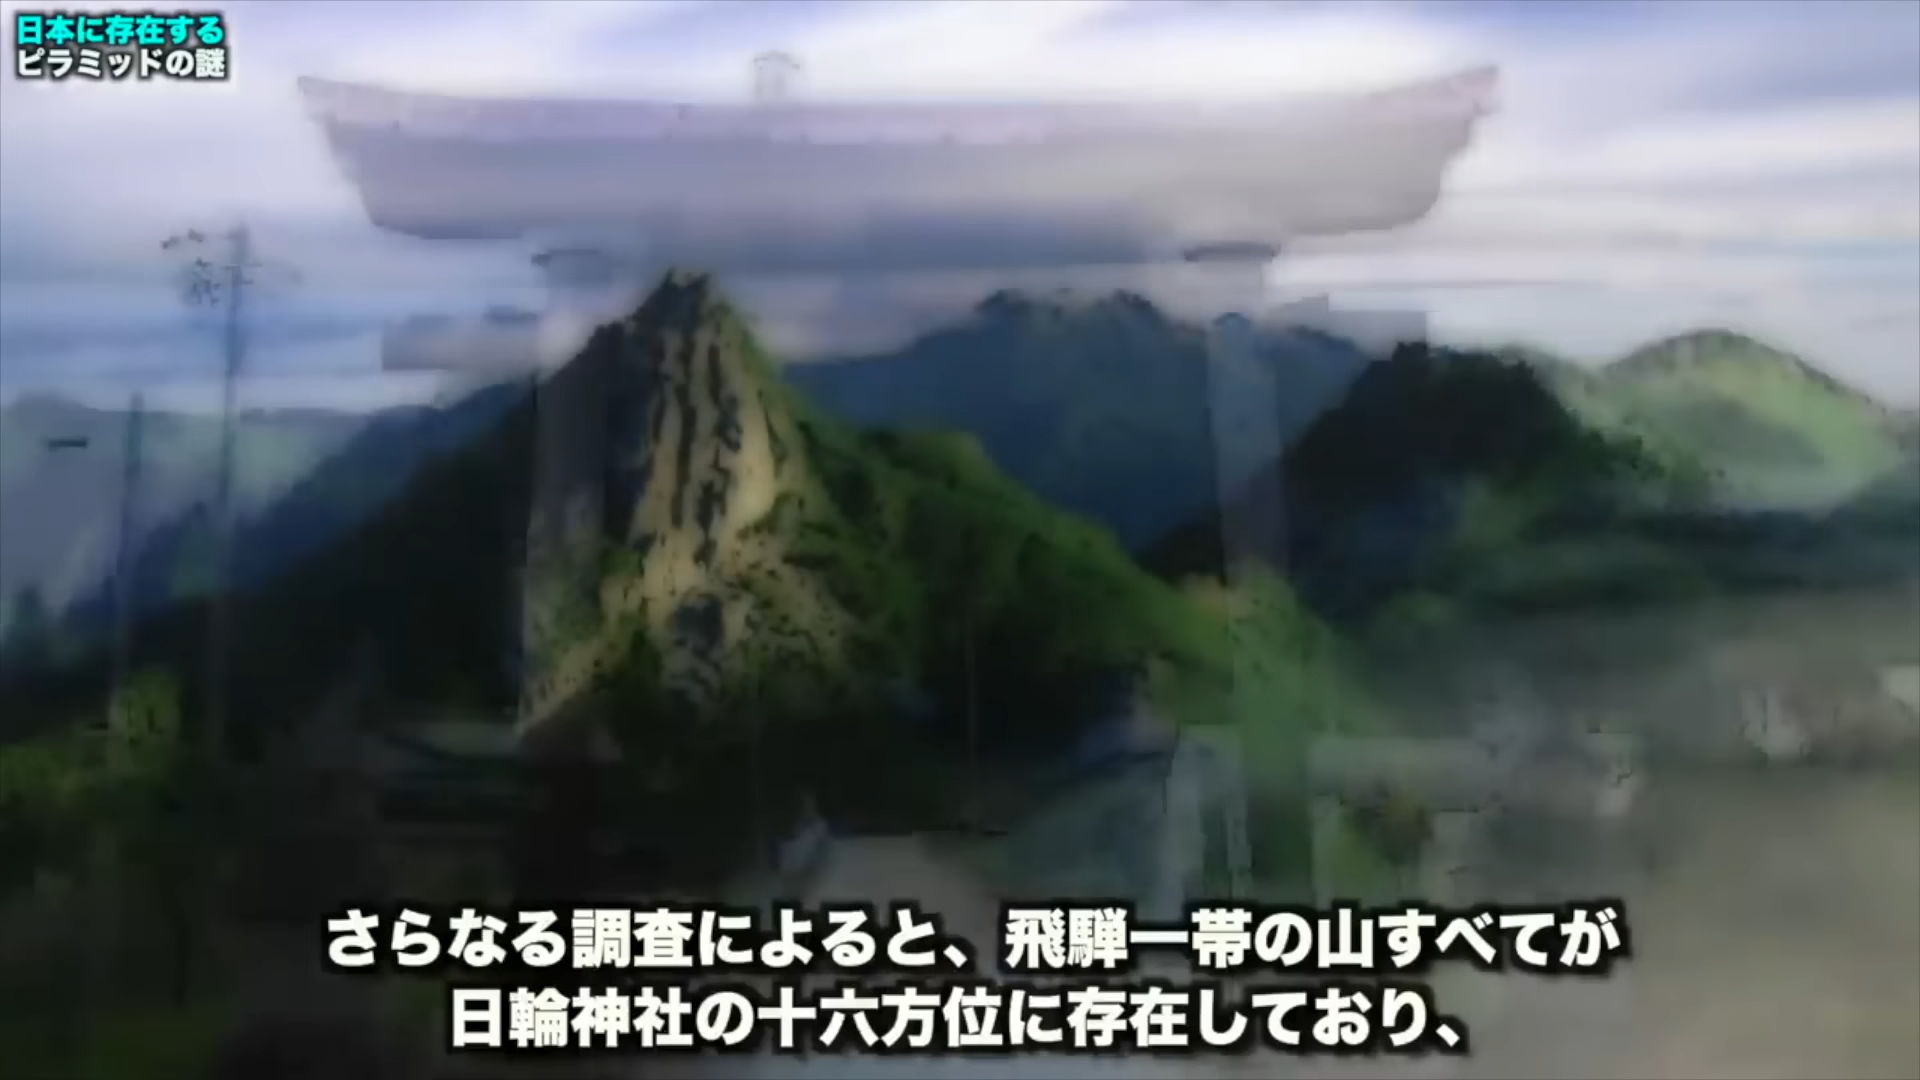 日本に存在する
ピラミッドの謎
さらなる調査によると、飛騨一帯の山すべてが
日輪神社の十六方位に存在しており、